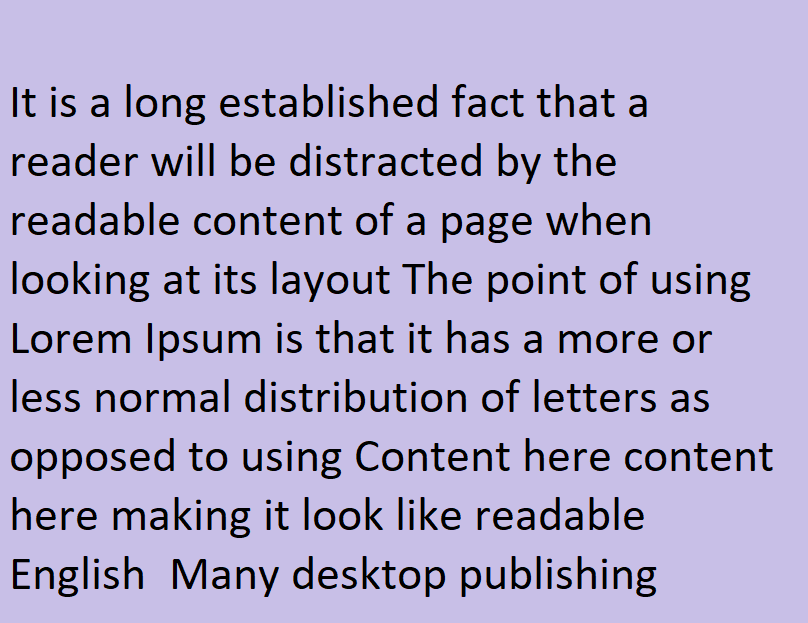 It is a long established fact that a
reader will be distracted by the
readable content of a page when
looking at its layout The point of using
Lorem Ipsum is that it has a more or
less normal distribution of letters as
opposed to using Content here content
here making it look like readable
English  Many desktop publishing